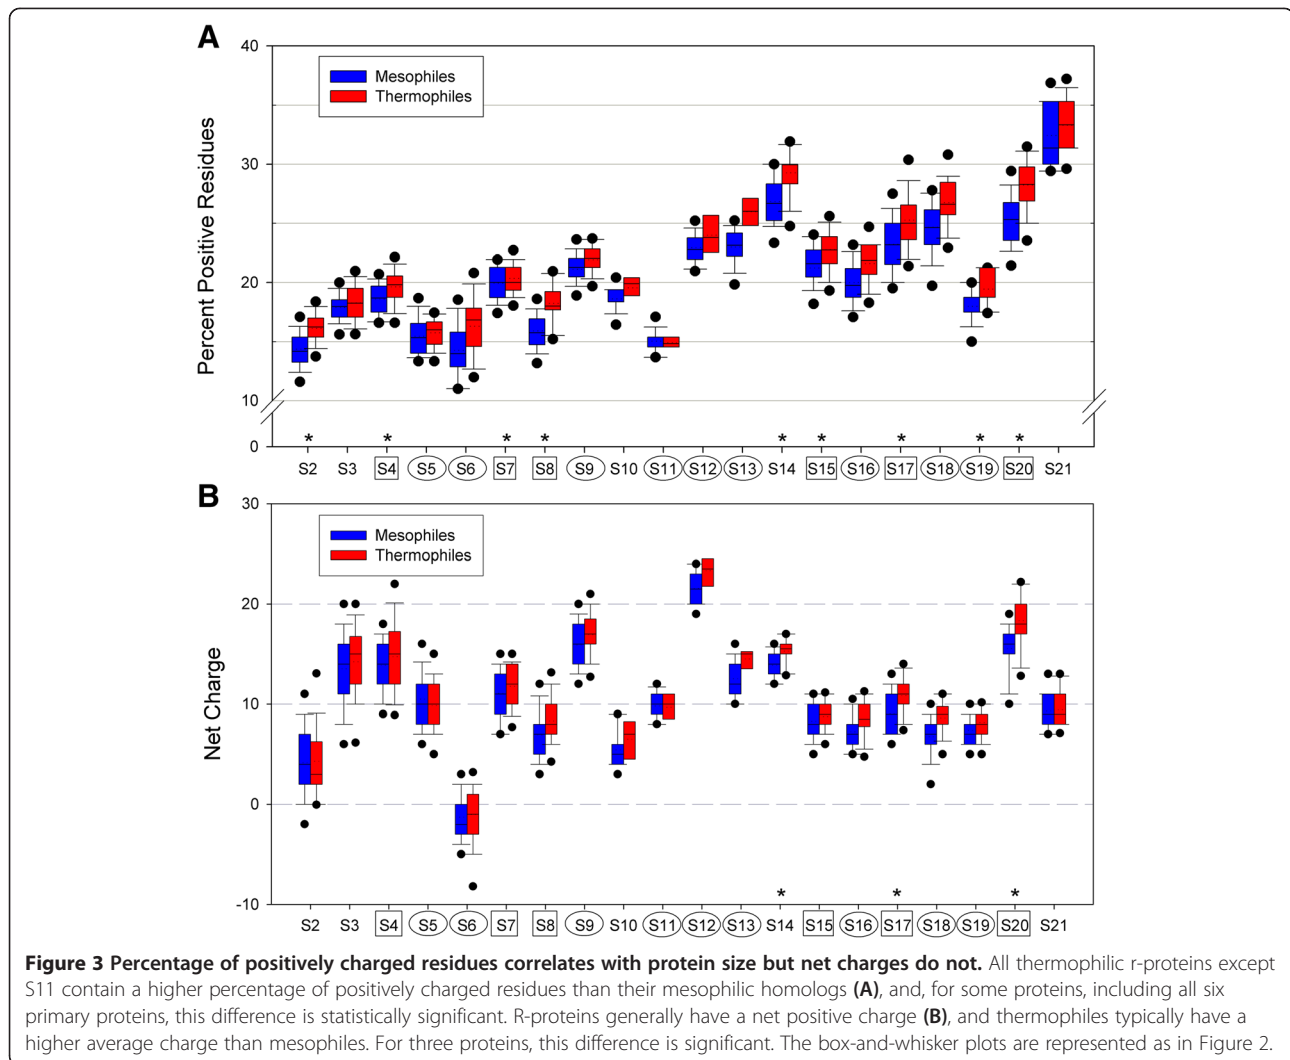 A
40
30
20
10
0
Percent Positive Residues
Mesophiles
Thermophiles
* * * * * * * * *
S2 S3 S4 S5 S6 S7 S8 S9 S10 S11 S12 S13 S14 S15 S16 S17 S18 S19 S20 S21
B
30
20
10
0
-10
Net Charge
Mesophiles
Thermophiles
* * *
S2 S3 S4 S5 S6 S7 S8 S9 S10 S11 S12 S13 S14 S15 S16 S17 S18 S19 S20 S21
Figure 3 Percentage of positively charged residues correlates with protein size but net charges do not. All thermophilic r-proteins except
S11 contain a higher percentage of positively charged residues than their mesophilic homologs (A), and, for some proteins, including all six
primary proteins, this difference is statistically significant. R-proteins generally have a net positive charge (B), and thermophiles typically have a
higher average charge than mesophiles. For three proteins, this difference is significant. The box-and-whisker plots are represented as in Figure 2.